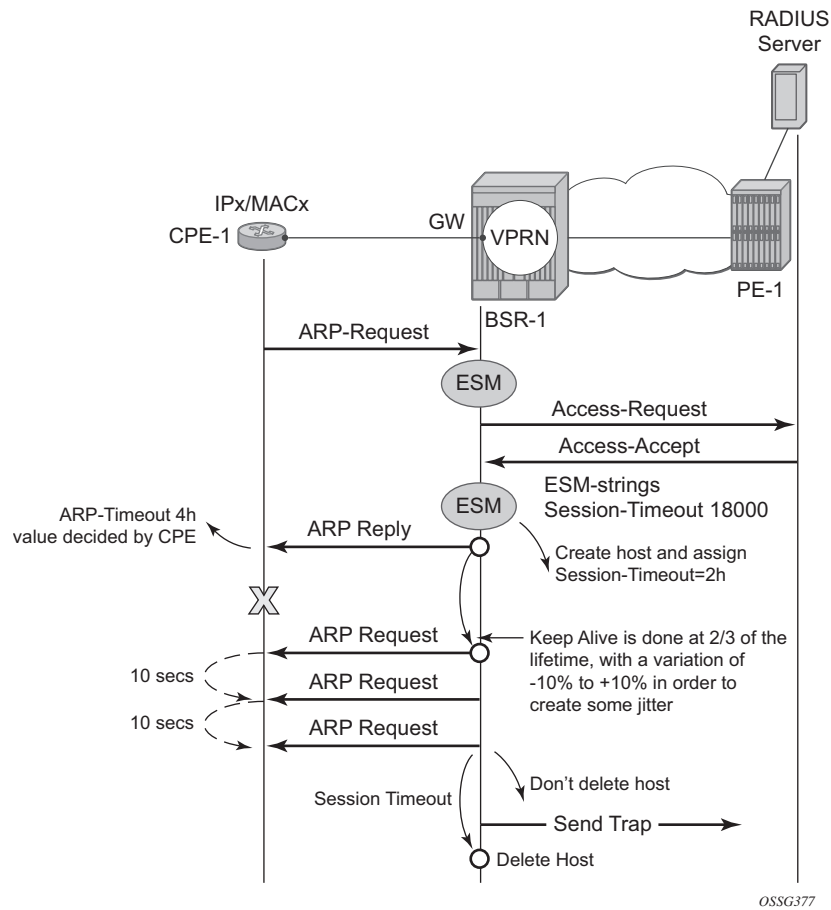 RADIUS
Server
IPx/MACx
CPE-1
GW
VPRN
PE-1
BSR-1
ARP-Request
ESM
Access-Request
Access-Accept
ESM
ESM-strings
Session-Timeout 18000
ARP-Timeout 4h
value decided by CPE
ARP Reply
Create host and assign
Session-Timeout=2h
X
ARP Request
Keep Alive is done at 2/3 of the
lifetime, with a variation of
-10% to +10% in order to
create some jitter
10 secs
ARP Request
10 secs
ARP Request
Session Timeout
Don't delete host
Send Trap
Delete Host
OSSG377